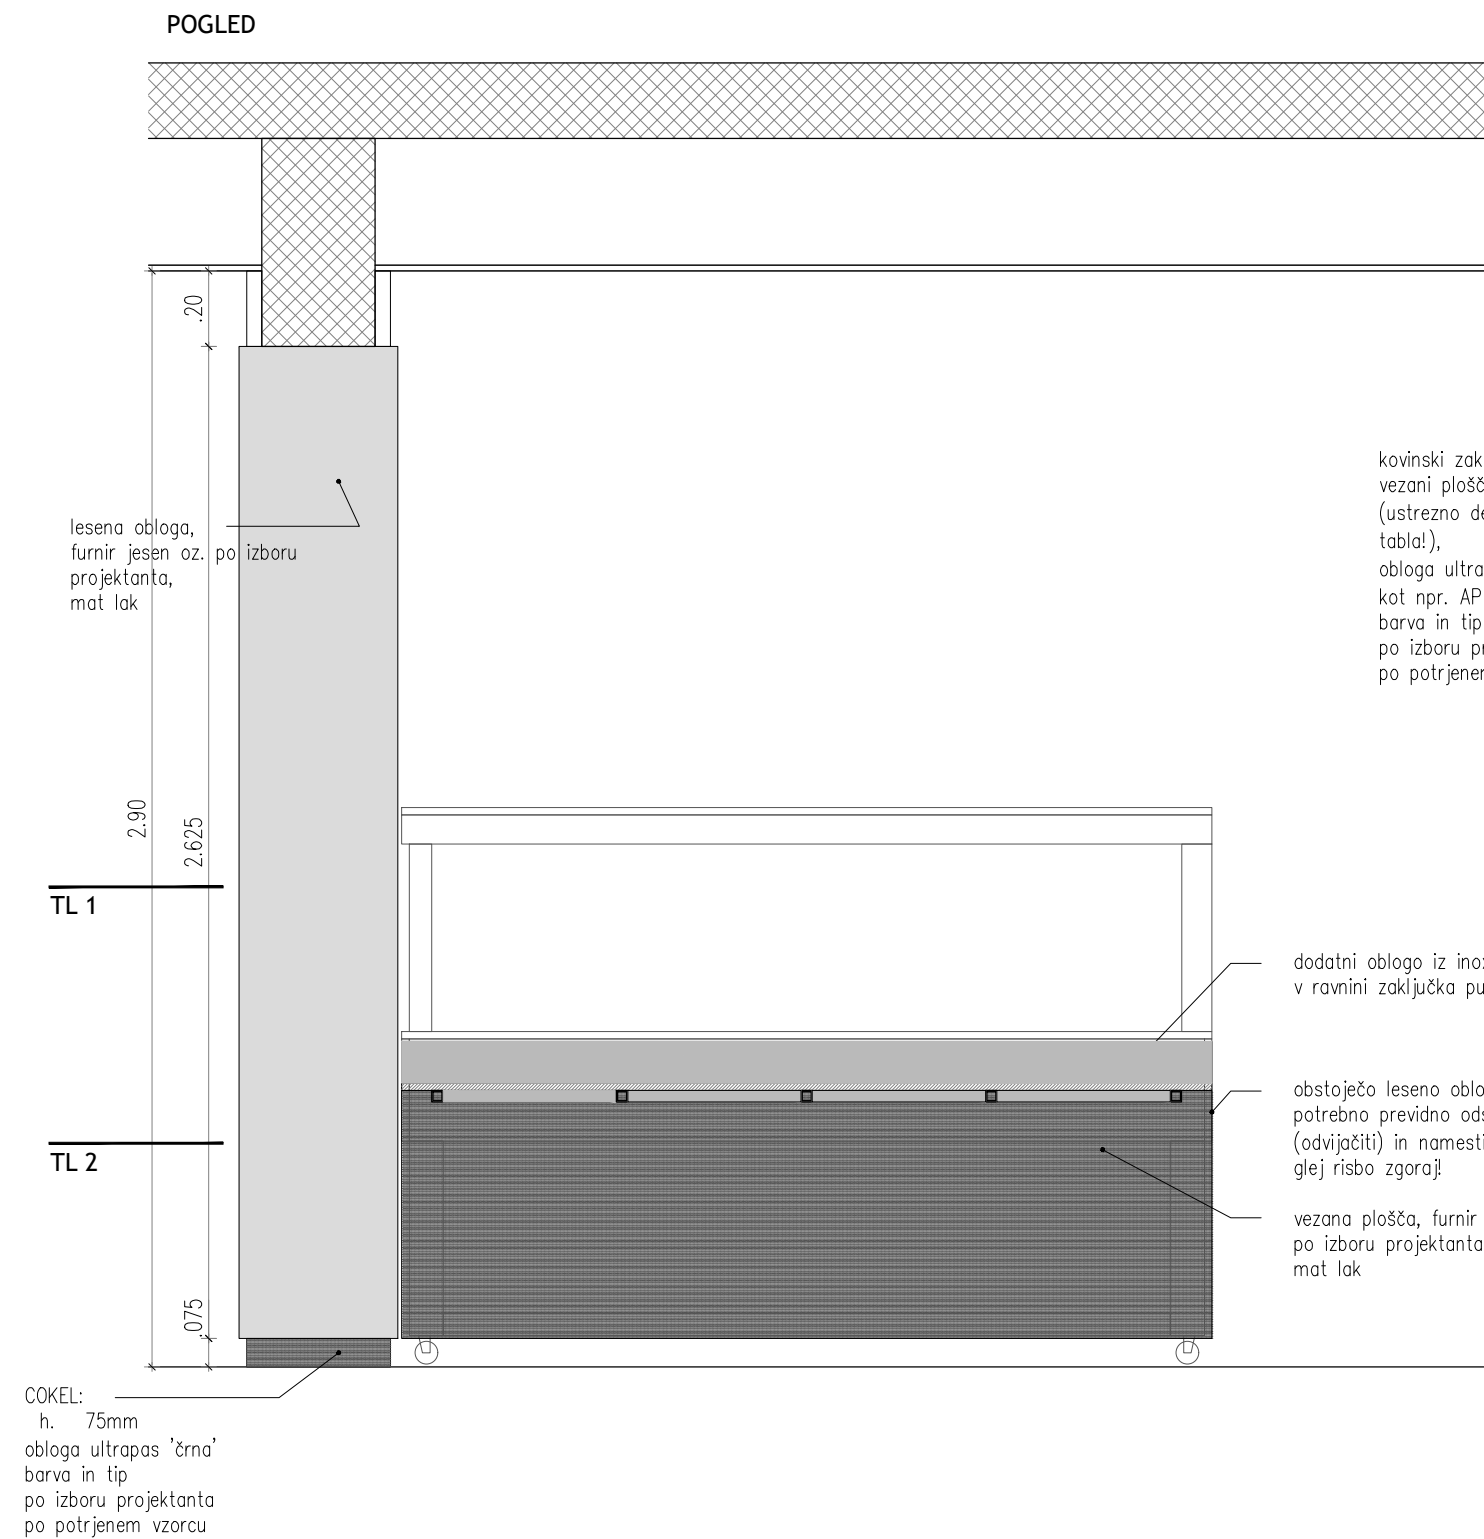 POGLED
.20
lesena obloga,
furnir jesen oz. po izboru
projektanta,
mat lak
kovinski zak
vezani plošč
(ustrezno de
tabla!),
obloga ultra
kot npr. AP
barva in tip
po izboru pr
po potrjenem
2.90
2.625
TL 1
dodatni oblogo iz inox
v ravnini zaključka pu
obstoječo leseno oblo
potrebno previdno ods
(odvijačiti) in namesti
glej risbo zgoraj!
TL 2
vezana plošča, furnir
po izboru projektanta
mat lak
.075
COKEL:
h. 75mm
obloga ultrapas 'črna'
barva in tip
po izboru projektanta
po potrjenem vzorcu